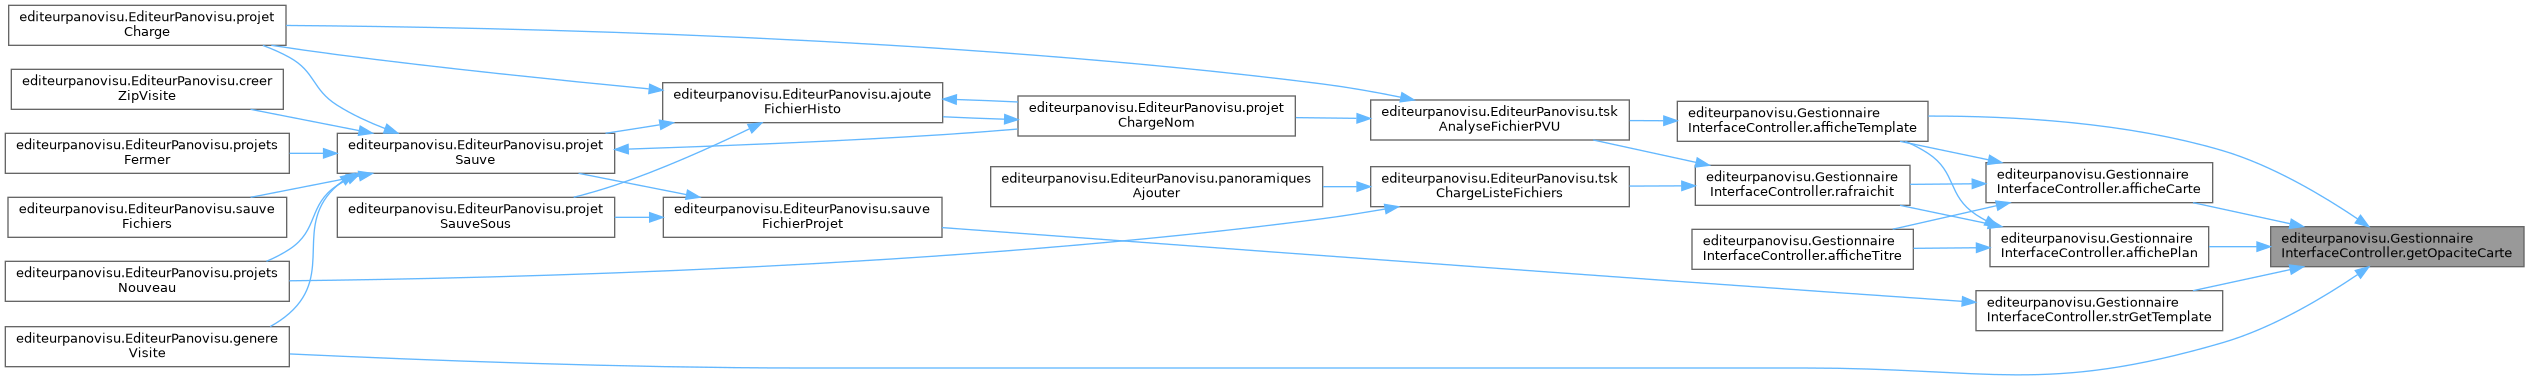 editeurpanovisu.EditeurPanovisu.projet
Charge
editeurpanovisu.EditeurPanovisu.creer
ZipVisite
editeurpanovisu.EditeurPanovisu.projets
Fermer
editeurpanovisu.EditeurPanovisu.sauve
Fichiers
editeurpanovisu.EditeurPanovisu.projets
Nouveau
editeurpanovisu.EditeurPanovisu.genere
Visite
editeurpanovisu.EditeurPanovisu.projet
Sauve
editeurpanovisu.EditeurPanovisu.projet
SauveSous
editeurpanovisu.EditeurPanovisu.ajoute
FichierHisto
editeurpanovisu.EditeurPanovisu.sauve
FichierProjet
editeurpanovisu.EditeurPanovisu.projet
ChargeNom
editeurpanovisu.EditeurPanovisu.panoramiques
Ajouter
editeurpanovisu.EditeurPanovisu.tsk
AnalyseFichierPVU
editeurpanovisu.EditeurPanovisu.tsk
ChargeListeFichiers
editeurpanovisu.Gestionnaire
InterfaceController.afficheTemplate
editeurpanovisu.Gestionnaire
InterfaceController.rafraichit
editeurpanovisu.Gestionnaire
InterfaceController.afficheTitre
editeurpanovisu.Gestionnaire
InterfaceController.afficheCarte
editeurpanovisu.Gestionnaire
InterfaceController.affichePlan
editeurpanovisu.Gestionnaire
InterfaceController.strGetTemplate
editeurpanovisu.Gestionnaire
InterfaceController.getOpaciteCarte